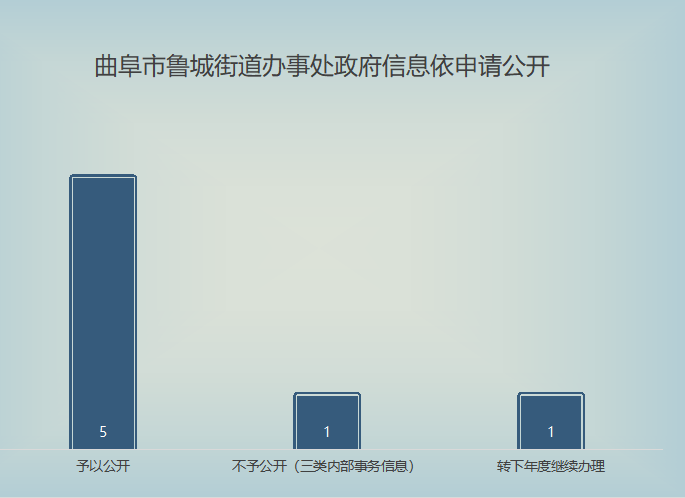 曲阜市鲁城街道办事处政府信息依申请公开
5
1
1
予以公开
不予公开（三类内部事务信息）
转下年度继续办理